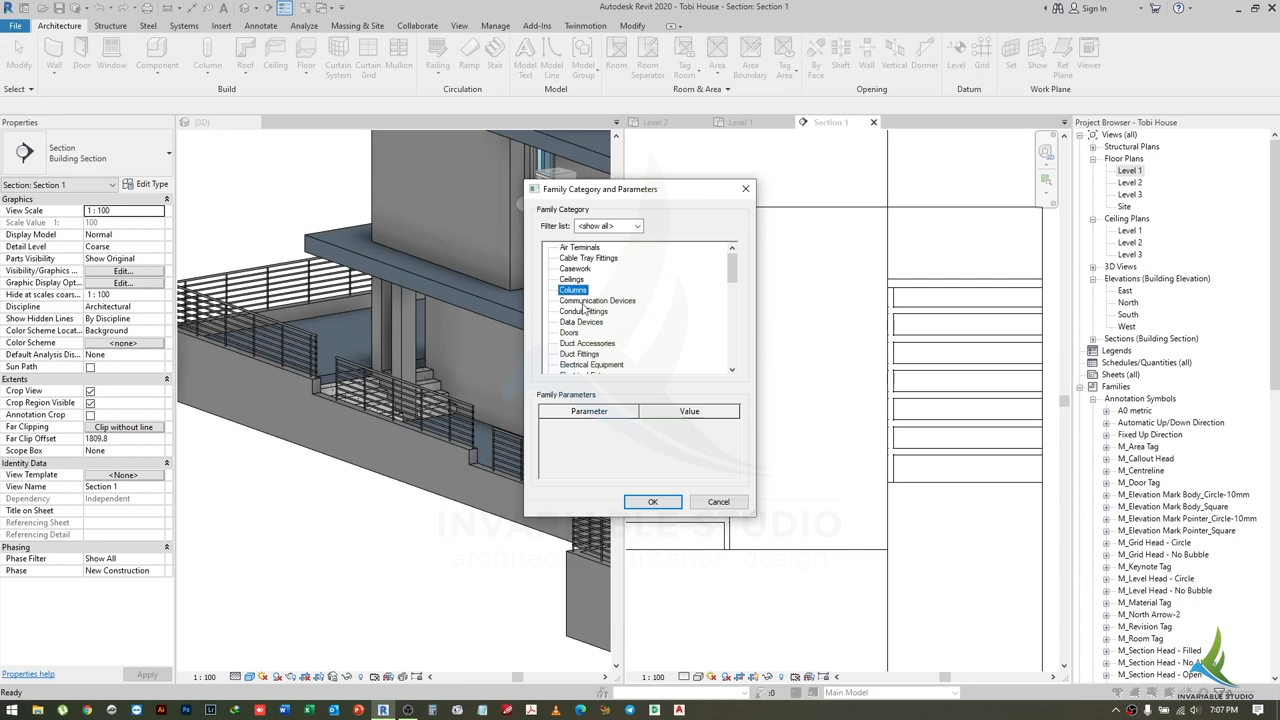 Autodesk Revit 2020 - Tobi House - Section: Section 1
Sign In
File Architecture Structure Steel Systems Insert Annotate Analyze Massing & Site Collaborate View Manage Add-Ins Twinmotion Modify
Modify Wall Door Window Component Column Roof Ceiling Floor Curtain System Curtain Grid Mullion Railing Ramp Stair Model Text Model Line Model Group Room Room Separator Tag Room Area Area Boundary Tag Area By Face Shaft Wall Vertical Dormer Level Grid Set Show Ref Plane Viewer
Select Build Circulation Model Room & Area Opening Datum Work Plane
Properties
Section
Building Section
Section: Section 1 Edit Type
Graphics
View Scale 1 : 100
Scale Value 1: 100
Display Model Normal
Detail Level Coarse
Parts Visibility Show Original
Visibility/Graphics ... Edit...
Graphic Display Opti... Edit...
Hide at scales coars... 1 : 100
Discipline Architectural
Show Hidden Lines By Discipline
Color Scheme Locat... Background
Color Scheme <none>
Default Analysis Dis... None
Sun Path
Extents
Crop View
Crop Region Visible
Annotation Crop
Far Clipping Clip without line
Far Clip Offset 1809.8
Scope Box None
Identity Data
View Template <None>
View Name Section 1
Dependency Independent
Title on Sheet
Referencing Sheet
Referencing Detail
Phasing
Phase Filter Show All
Phase New Construction
Properties help Apply
{3D}
Level 2 Level 1 Section 1
Family Category and Parameters
Family Category
Filter list: <show all>
Air Terminals
Cable Tray Fittings
Casework
Ceilings
Columns
Communication Devices
Conduit Fittings
Data Devices
Doors
Duct Accessories
Duct Fittings
Electrical Equipment
Family Parameters
Parameter Value
OK Cancel
INVARIABLE STUDIO
architecture interior design
Project Browser - Tobi House
Views (all)
Structural Plans
Floor Plans
Level 1
Level 2
Level 3
Site
Ceiling Plans
Level 1
Level 2
Level 3
3D Views
Elevations (Building Elevation)
East
North
South
West
Sections (Building Section)
Legends
Schedules/Quantities (all)
Sheets (all)
Families
Annotation Symbols
A0 metric
Automatic Up/Down Direction
Fixed Up Direction
M_Area Tag
M_Callout Head
M_Centreline
M_Door Tag
M_Elevation Mark Body_Circle-10mm
M_Elevation Mark Body_Square
M_Elevation Mark Pointer_Circle-10mm
M_Elevation Mark Pointer_Square
M_Grid Head - Circle
M_Grid Head - No Bubble
M_Keynote Tag
M_Level Head - Circle
M_Level Head - No Bubble
M_Material Tag
M_North Arrow-2
M_Revision Tag
M_Room Tag
M_Section Head - Filled
M_Section Head - No
M_Section Head - Open
1 : 100
1 : 100
Ready :0 Main Model
INVARIABLE STUDIO
7:07 PM